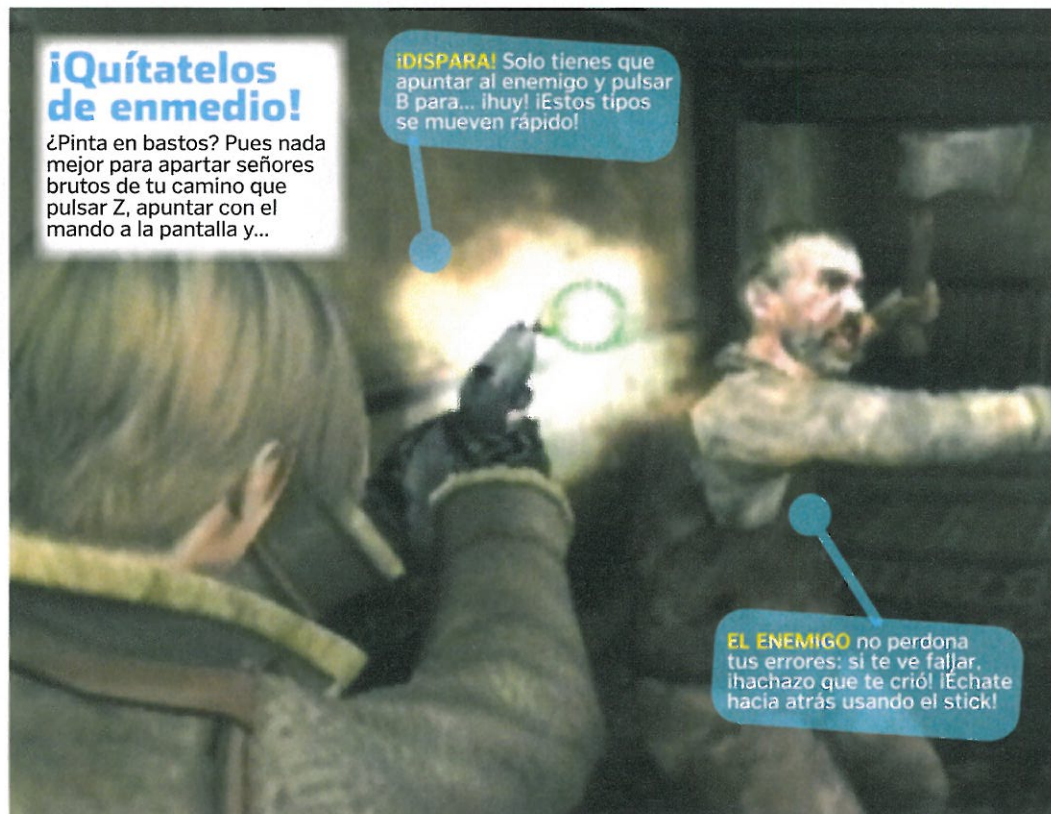 ¡Quítatelos
de enmedio!
¿Pinta en bastos? Pues nada
mejor para apartar señores
brutos de tu camino que
pulsar Z, apuntar con el
mando a la pantalla y...
¡DISPARA! Solo tienes que
apuntar al enemigo y pulsar
B para... ¡huy! ¡Estos tipos
se mueven rápido!
EL ENEMIGO no perdona
tus errores: si te ve fallar,
¡hachazo que te crió! ¡Échate
hacia atrás usando el stick!